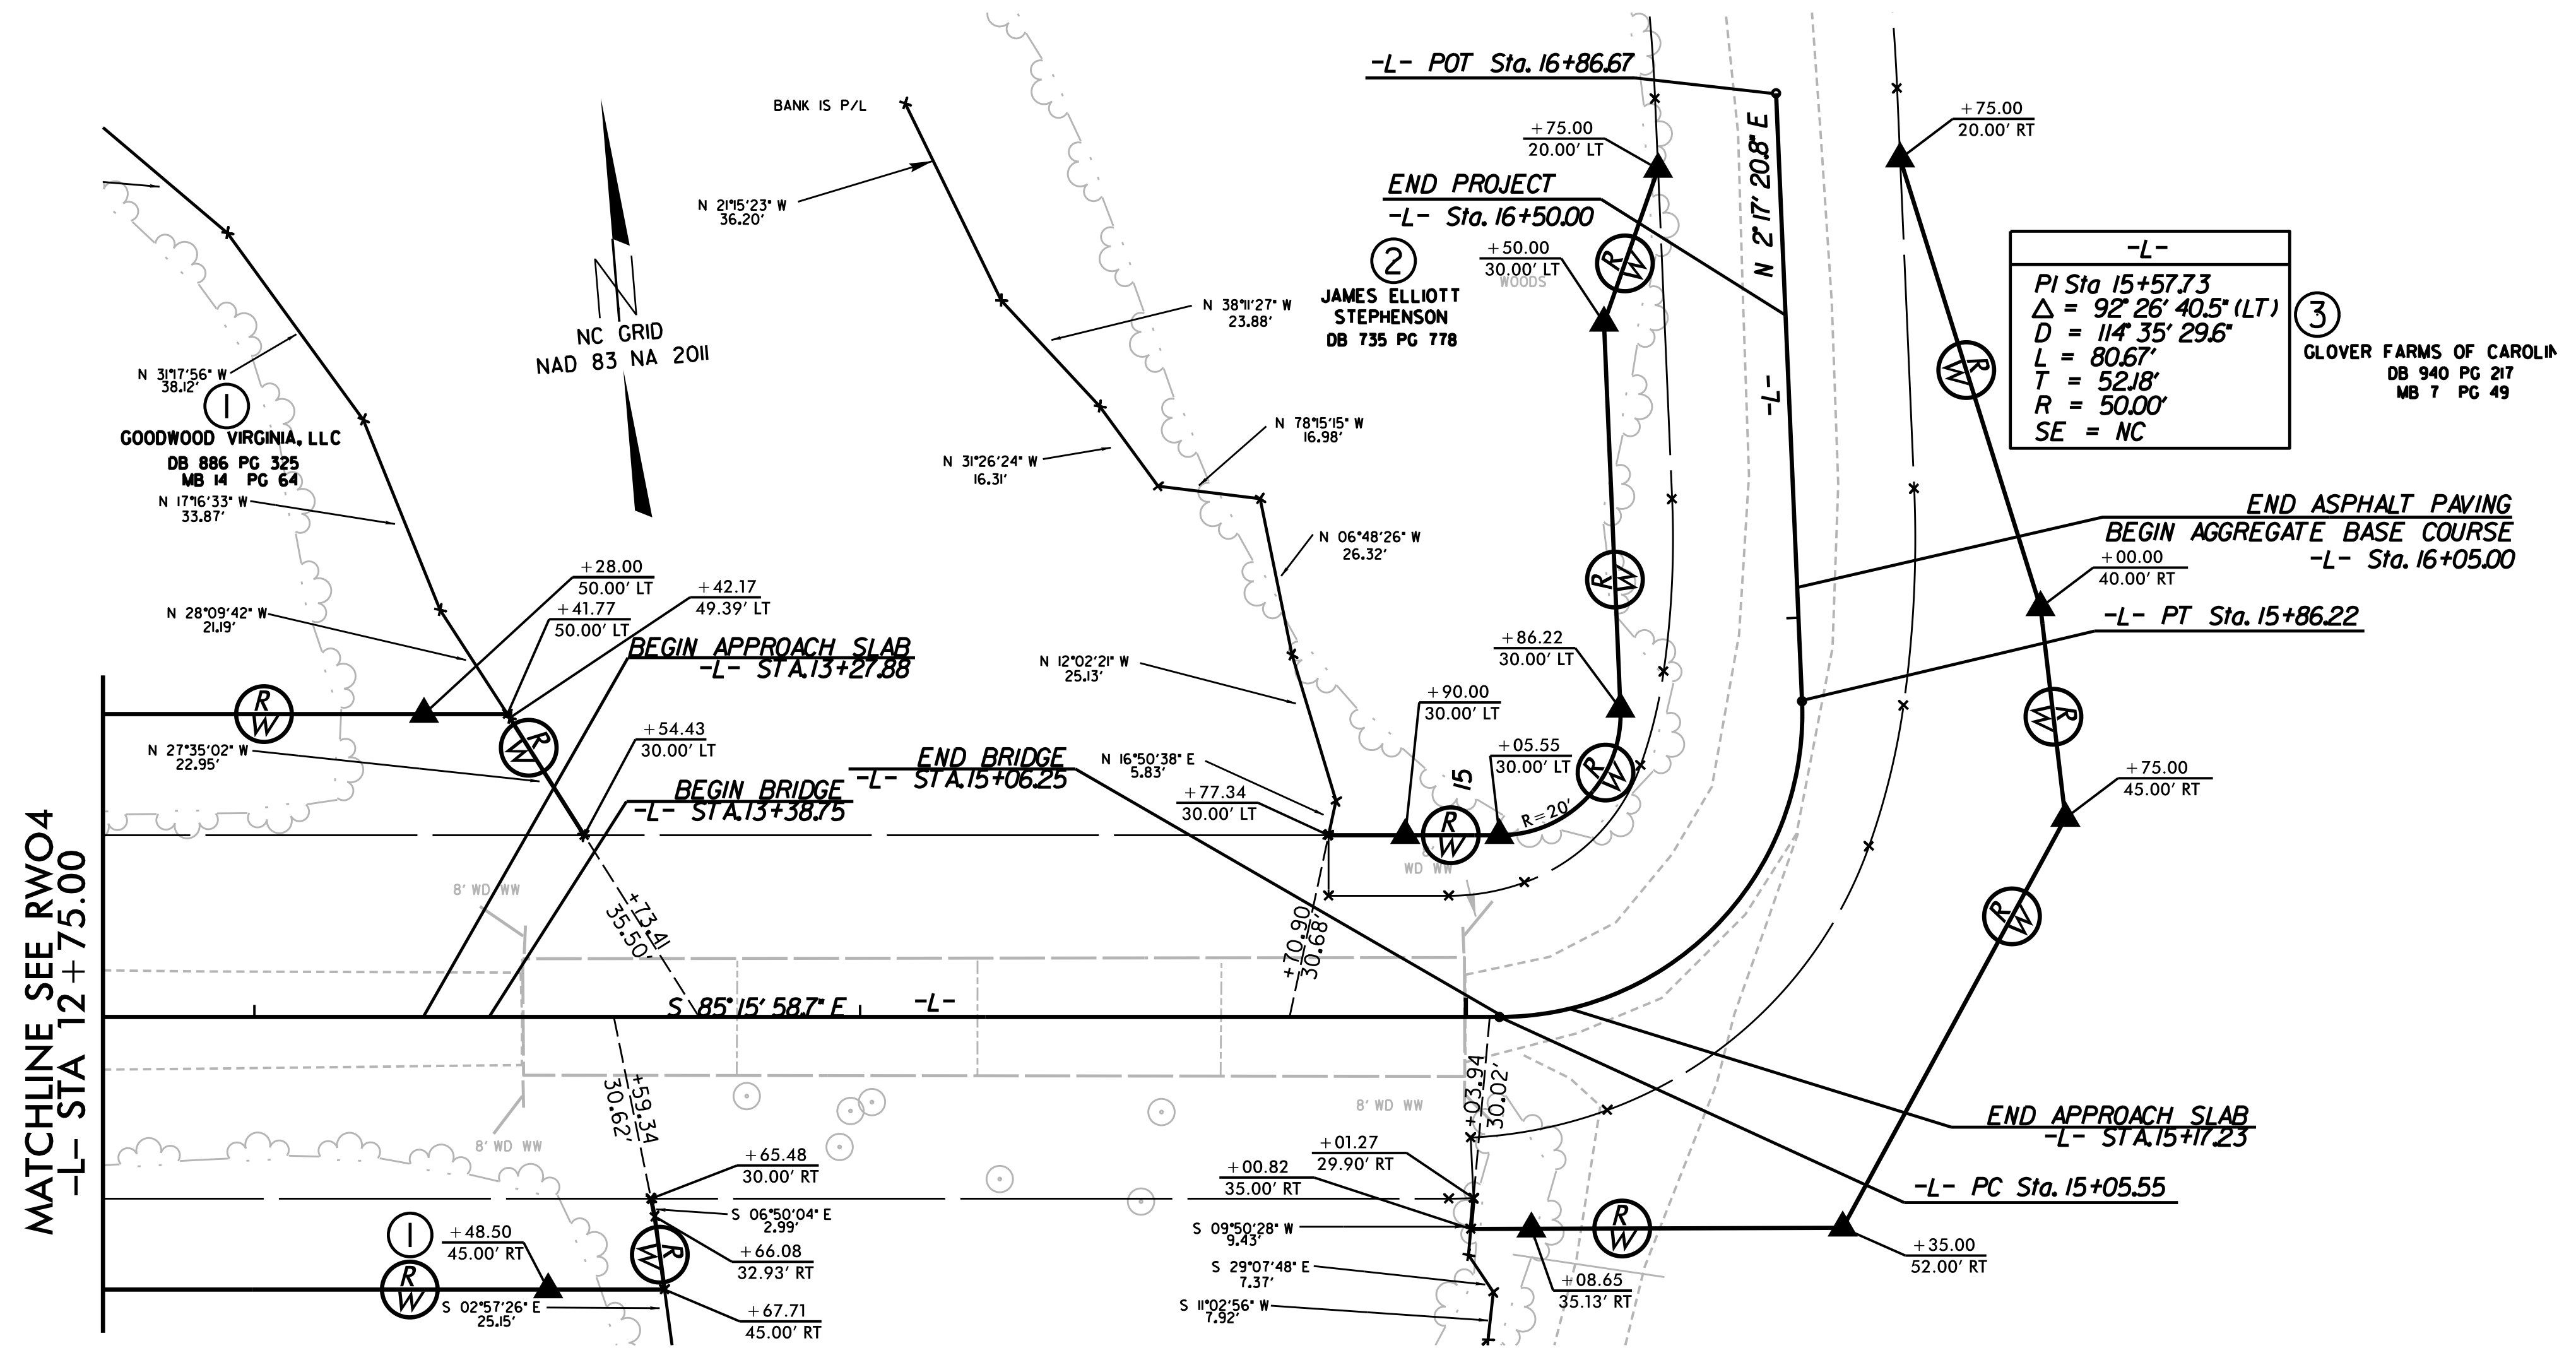 -L- POT Sta. 16+86.67
BANK IS P/L
+75.00
20.00' RT
+75.00
20.00' LT
N 2° 17' 20.8" E
END PROJECT
-L- Sta. 16+50.00
N 21°15'23" W
36.20'
+50.00
30.00' LT
WOODS
2
JAMES ELLIOTT
STEPHENSON
DB 735 PG 778
R
W
-L-
PI Sta 15+57.73
Δ = 92° 26' 40.5" (LT)
D = 114° 35' 29.6"
L = 80.67'
T = 52.18'
R = 50.00'
SE = NC
3
GLOVER FARMS OF CAROLIN
DB 940 PG 217
MB 7 PG 49
N 38°11'27" W
23.88'
NC GRID
NAD 83 NA 2011
N 31°17'56" W
38.12'
1
GOODWOOD VIRGINIA, LLC
DB 886 PG 325
MB 14 PG 64
-L-
R
W
N 78°15'15" W
16.98'
N 31°26'24" W
16.31'
N 17°16'33" W
33.87'
END ASPHALT PAVING
BEGIN AGGREGATE BASE COURSE
-L- Sta. 16+05.00
N 06°48'26" W
26.32'
+00.00
40.00' RT
+28.00
50.00' LT
+42.17
49.39' LT
+41.77
50.00' LT
R
W
N 28°09'42" W
21.19'
-L- PT Sta. 15+86.22
BEGIN APPROACH SLAB
-L- STA.13+27.88
+86.22
30.00' LT
N 12°02'21" W
25.13'
+90.00
30.00' LT
R
W
R
W
R
W
+54.43
30.00' LT
N 27°35'02" W
22.95'
END BRIDGE
-L- STA.15+06.25
N 16°50'38" E
5.83'
+05.55
30.00' LT
R
W
15
+75.00
45.00' RT
BEGIN BRIDGE
-L- STA.13+38.75
+77.34
30.00' LT
R=20'
R
W
MATCHLINE SEE RWO4
-L- STA 12+75.00
8' WD WW
8'
WD WW
+73.41
35.50'
+70.90
30.68'
R
W
S 85° 15' 58.7" E
-L-
+59.34
30.62'
+03.94
30.02'
8' WD WW
END APPROACH SLAB
-L- STA.15+17.23
8' WD WW
+65.48
30.00' RT
+01.27
29.90' RT
+00.82
35.00' RT
-L- PC Sta. 15+05.55
S 06°50'04" E
2.99'
1
+48.50
45.00' RT
R
W
S 09°50'28" W
9.43'
R
W
+66.08
32.93' RT
+35.00
52.00' RT
S 29°07'48" E
7.37'
R
W
+08.65
35.13' RT
S 02°57'26" E
25.15'
+67.71
45.00' RT
S 11°02'56" W
7.92'